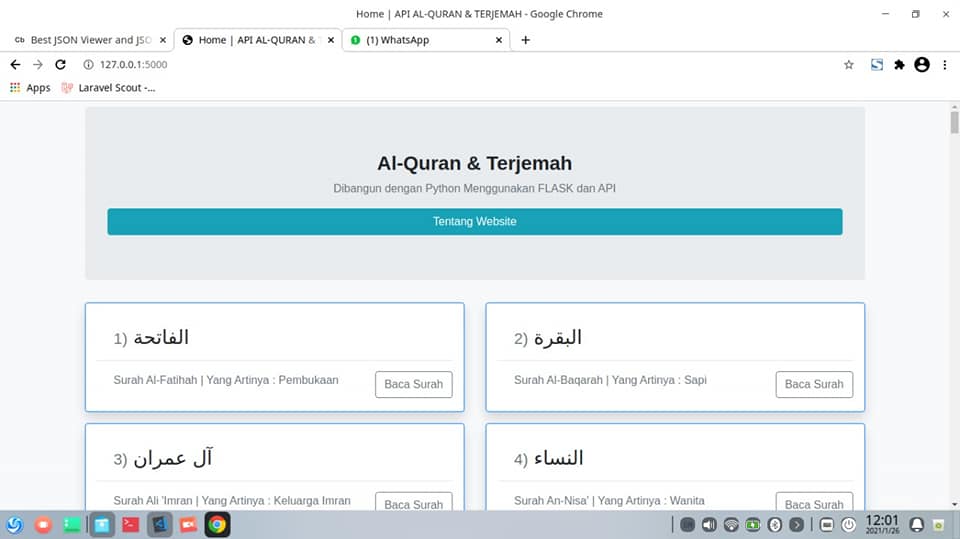 Home | API AL-QURAN & TERJEMAH - Google Chrome
Best JSON Viewer and JSO
Home | API AL-QURAN & T
(1) WhatsApp
127.0.0.1:5000
Apps
Laravel Scout -...
Al-Quran & Terjemah
Dibangun dengan Python Menggunakan FLASK dan API
Tentang Website
1) الفاتحة
Surah Al-Fatihah | Yang Artinya : Pembukaan
Baca Surah
2) البقرة
Surah Al-Baqarah | Yang Artinya : Sapi
Baca Surah
3) آل عمران
Surah Ali 'Imran | Yang Artinya : Keluarga Imran
Baca Surah
4) النساء
Surah An-Nisa' | Yang Artinya : Wanita
Baca Surah
12:01
2021/1/26